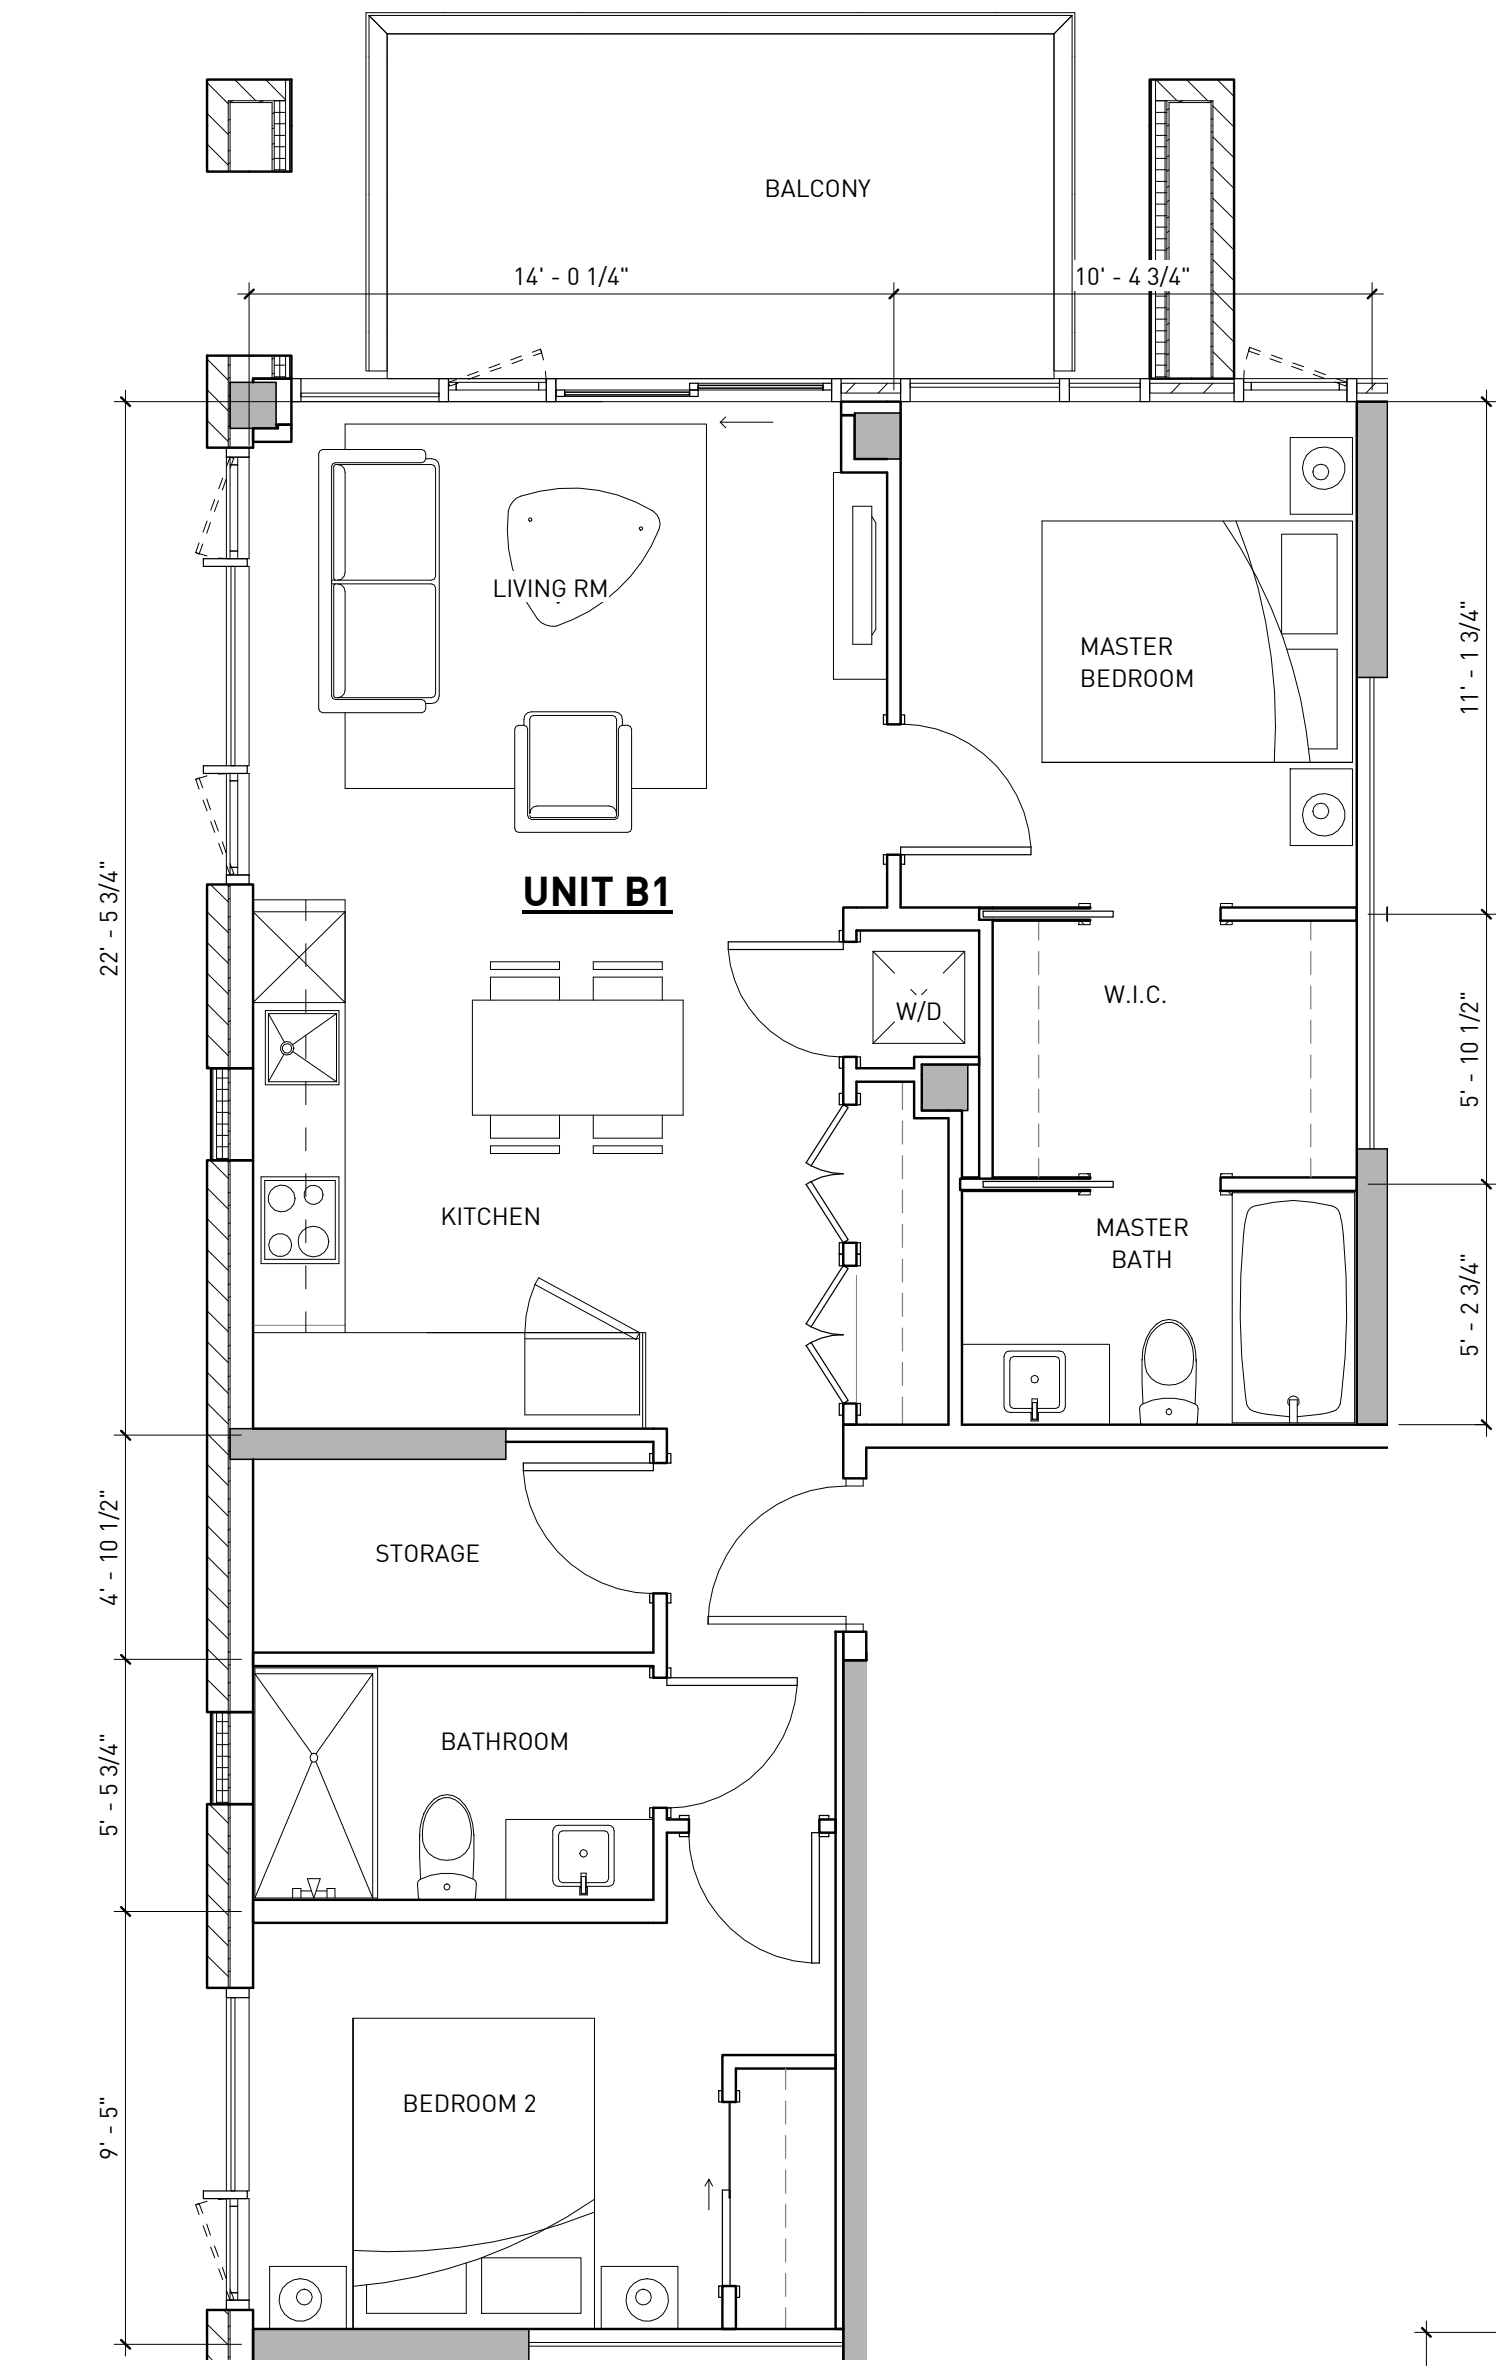 BALCONY
14' - 0 1/4"
10' - 4 3/4"
LIVING RM
MASTER
BEDROOM
11' - 1 3/4"
22' - 5 3/4"
UNIT B1
W/D
W.I.C.
5' - 10 1/2"
KITCHEN
MASTER
BATH
5' - 2 3/4"
4' - 10 1/2"
STORAGE
BATHROOM
5' - 5 3/4"
BEDROOM 2
9' - 5"